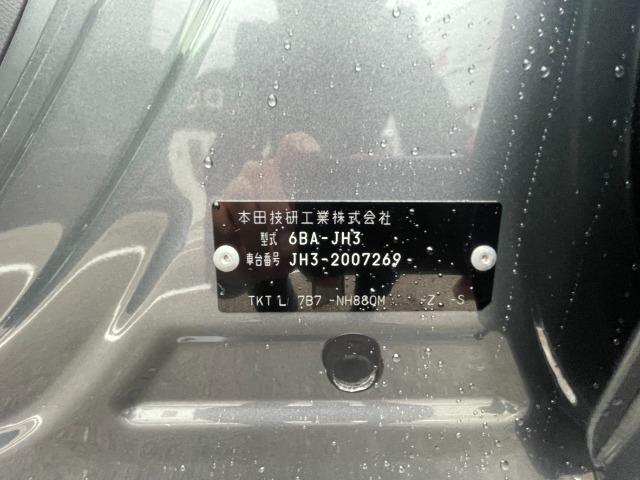 本田技研工業株式会社
型式 6BA-JH3
車台番号 JH3-2007269
TKT 1 7B7 -NH880M -Z -S